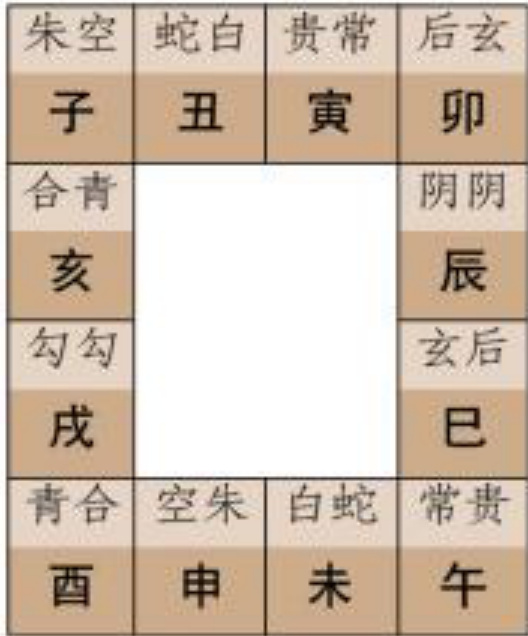 朱空 蛇白 贵常 后玄
子 丑 寅 卯
合青 阴阴
亥 辰
勾勾 玄后
戌 巳
青合 空朱 白蛇 常贵
酉 申 未 午